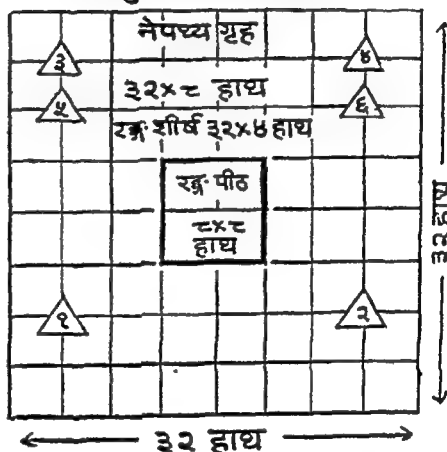 नेपथ्य गृह
३ ४
३२×८ हाथ
५ ६
रङ्ग-शीर्ष ३२×४ हाथ
रङ्ग-पीठ
८×८
हाथ
३२ हाथ
१ २
३२ हाथ